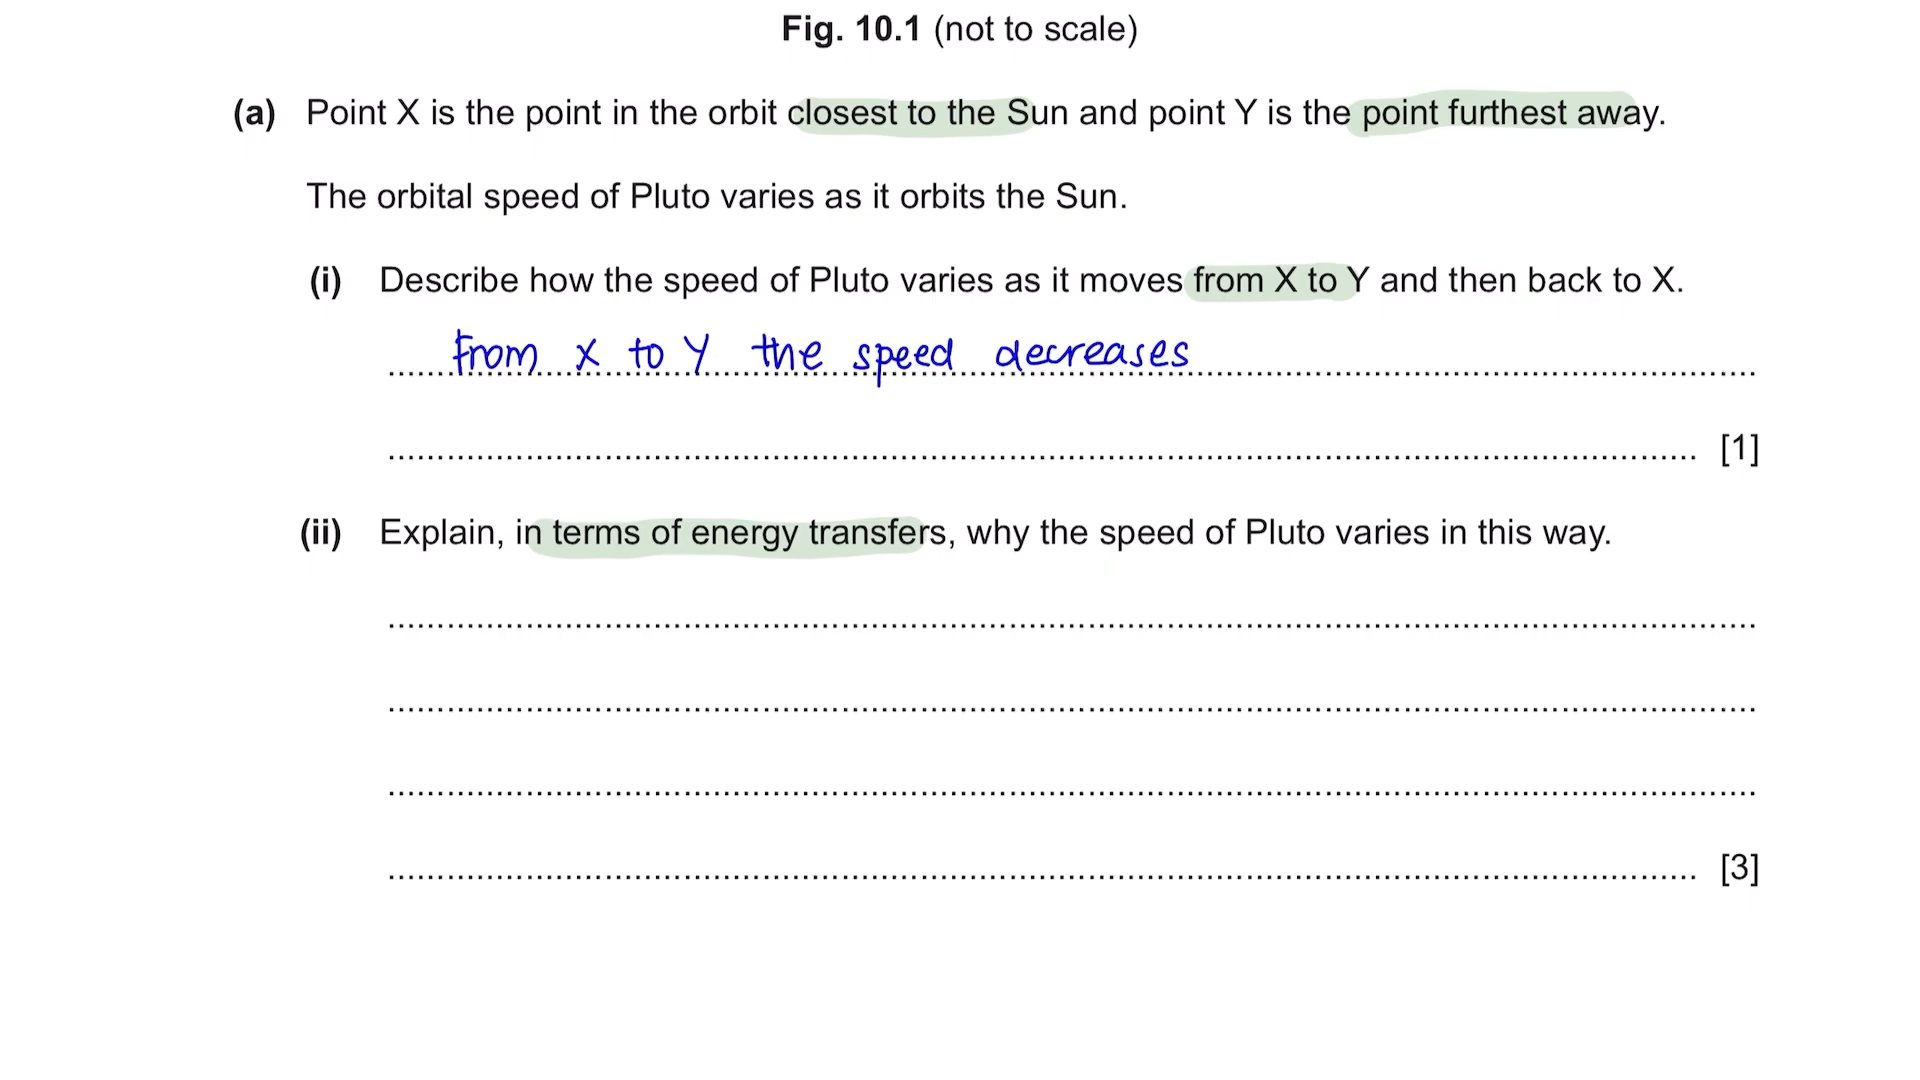 Fig. 10.1 (not to scale)
(a) Point X is the point in the orbit closest to the Sun and point Y is the point furthest away.
The orbital speed of Pluto varies as it orbits the Sun.
(i) Describe how the speed of Pluto varies as it moves from X to Y and then back to X.
From X to Y the speed decreases
[1]
(ii) Explain, in terms of energy transfers, why the speed of Pluto varies in this way.
[3]